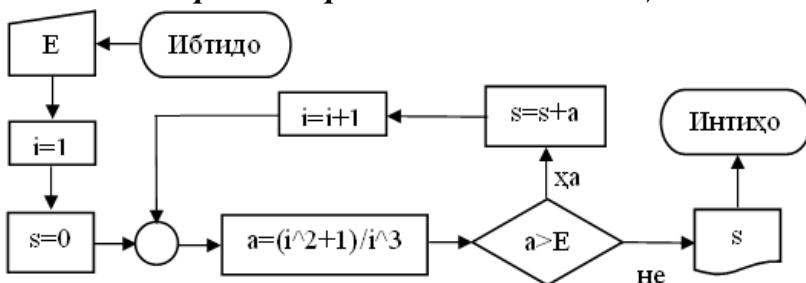 Ибтидо
E
i=1
s=0
a=(i^2+1)/i^3
a>E
ҳа
s=s+a
i=i+1
не
s
Интиҳо